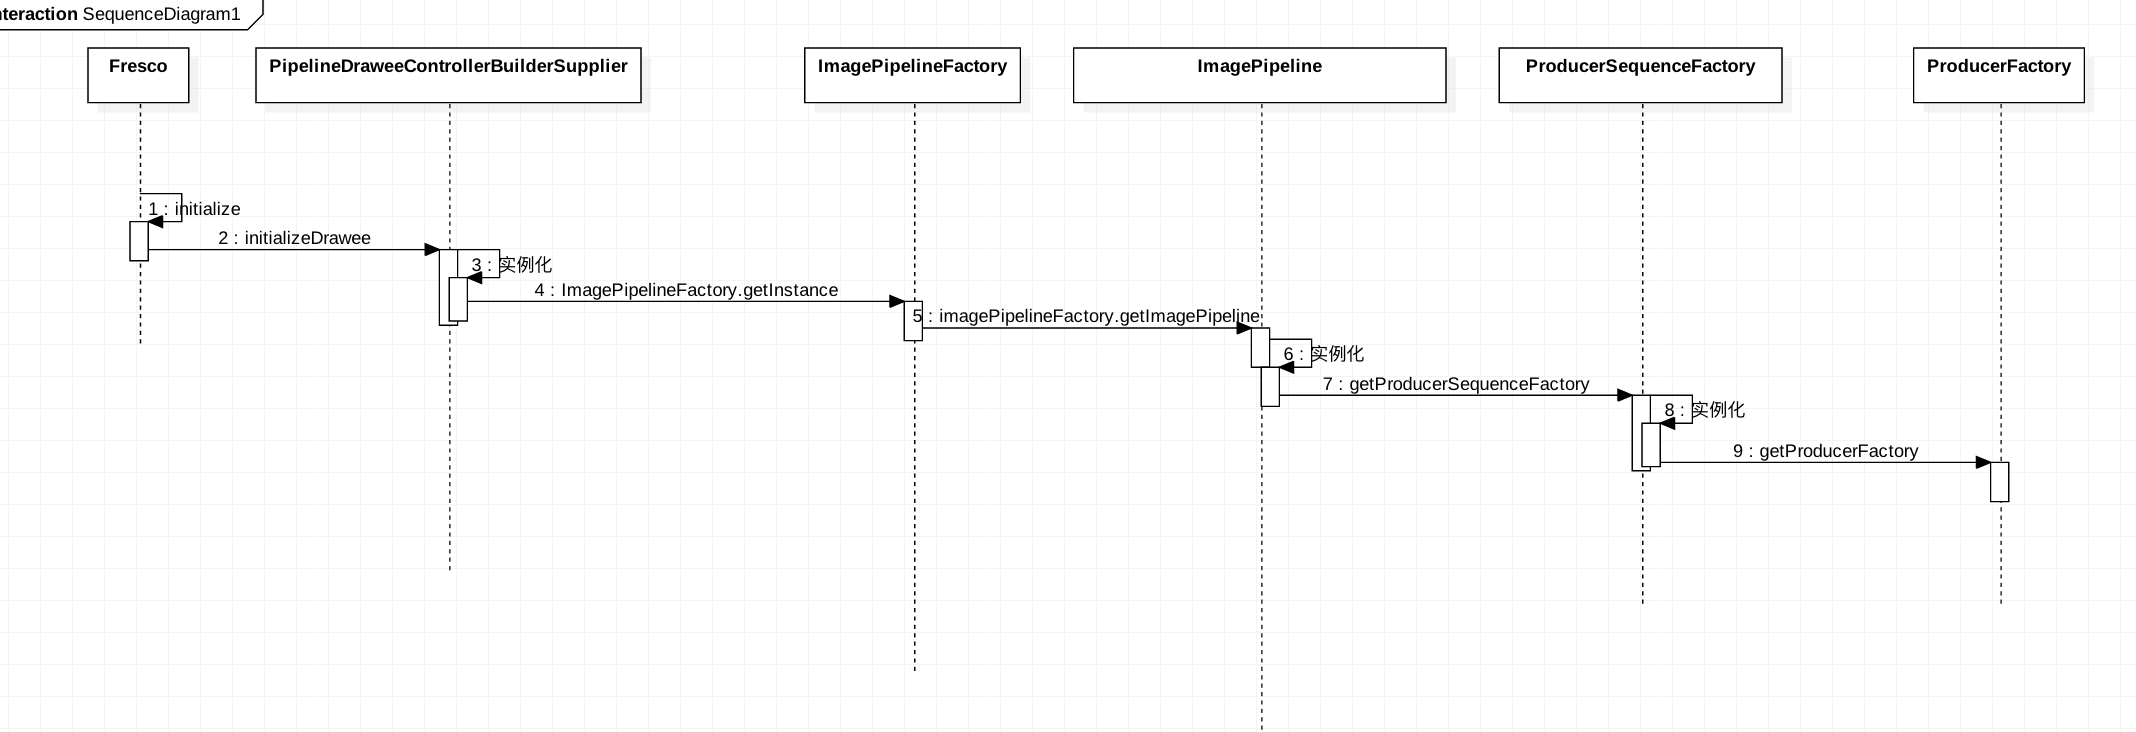 nteraction SequenceDiagram1
Fresco
PipelineDraweeControllerBuilderSupplier
ImagePipelineFactory
ImagePipeline
ProducerSequenceFactory
ProducerFactory
1 : initialize
2 : initializeDrawee
3 : 实例化
4 : ImagePipelineFactory.getInstance
5 : imagePipelineFactory.getImagePipeline
6 : 实例化
7 : getProducerSequenceFactory
8 : 实例化
9 : getProducerFactory